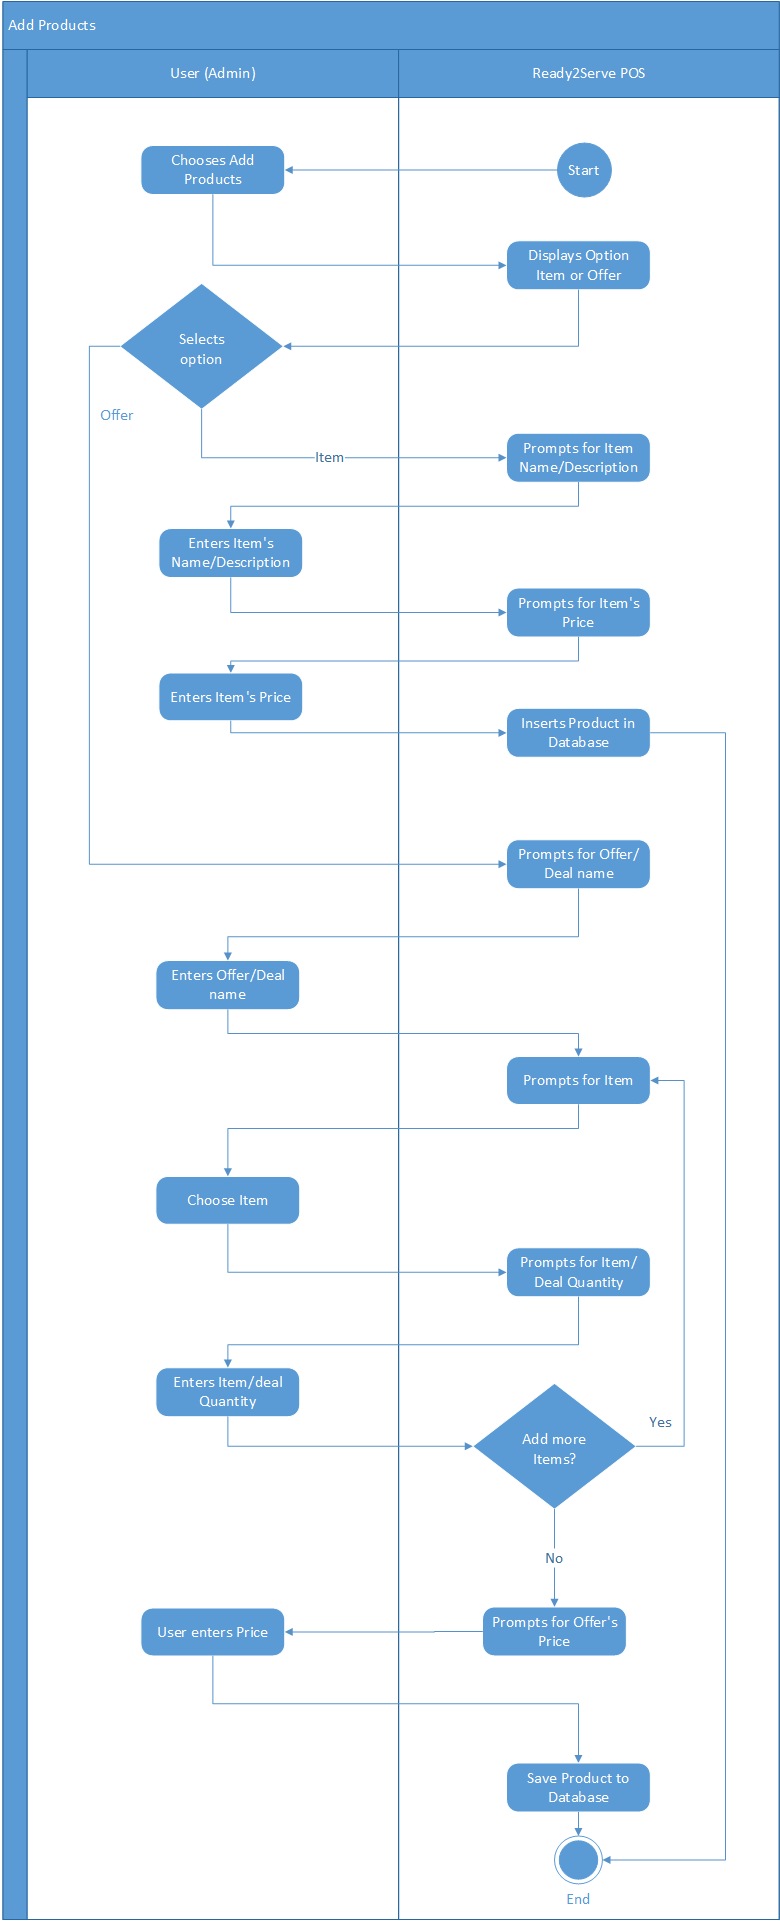 Add Products
User (Admin)
Ready2Serve POS
Chooses Add
Products
Start
Displays Option
Item or Offer
Selects
option
Offer
Item
Prompts for Item
Name/Description
Enters Item's
Name/Description
Prompts for Item's
Price
Enters Item's Price
Inserts Product in
Database
Prompts for Offer/
Deal name
Enters Offer/Deal
name
Prompts for Item
Choose Item
Prompts for Item/
Deal Quantity
Enters Item/deal
Quantity
Add more
Items?
Yes
No
Prompts for Offer's
Price
User enters Price
Save Product to
Database
End